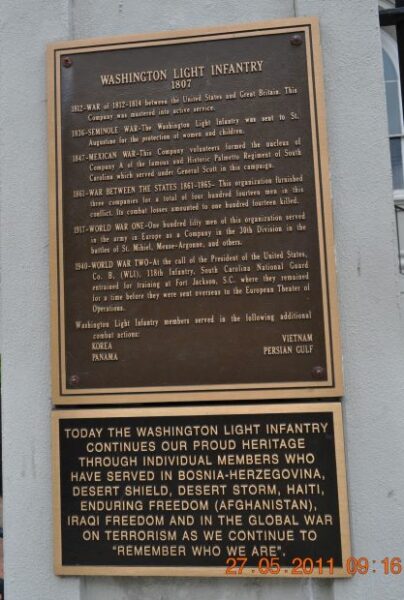 WASHINGTON LIGHT INFANTRY
1807
1812-WAR of 1812-1814 between the United States and Great Britain. This
Company was mustered into active service.
1836-SEMINOLE WAR-The Washington Light Infantry was sent to St.
Augustine for the protection of women and children.
1847-MEXICAN WAR-This Company volunteers formed the nucleus of
Company A of the famous and Historic Palmetto Regiment of South
Carolina which served under General Scott in this campaign.
1861-WAR BETWEEN THE STATES 1861-1865- This organization furnished
three companies for a total of four hundred fourteen men in this
conflict. Its combat losses amounted to one hundred fourteen killed.
1917-WORLD WAR ONE-One hundred fifty men of this organization served
in the army in Europe as a Company in the 30th Division in the
battles of St. Mihiel, Meuse-Argonne, and others.
1940-WORLD WAR TWO-At the call of the President of the United States,
Co. B, (WLI), 118th Infantry, South Carolina National Guard
entrained for training at Fort Jackson, S.C. where they remained
for a time before they were sent overseas to the European Theater of
Operations.
Washington Light Infantry members served in the following additional
combat actions:
KOREA VIETNAM
PANAMA PERSIAN GULF
TODAY THE WASHINGTON LIGHT INFANTRY
CONTINUES OUR PROUD HERITAGE
THROUGH INDIVIDUAL MEMBERS WHO
HAVE SERVED IN BOSNIA-HERZEGOVINA,
DESERT SHIELD, DESERT STORM, HAITI,
ENDURING FREEDOM (AFGHANISTAN),
IRAQI FREEDOM AND IN THE GLOBAL WAR
ON TERRORISM AS WE CONTINUE TO
"REMEMBER WHO WE ARE".
27.05.2011 09:16